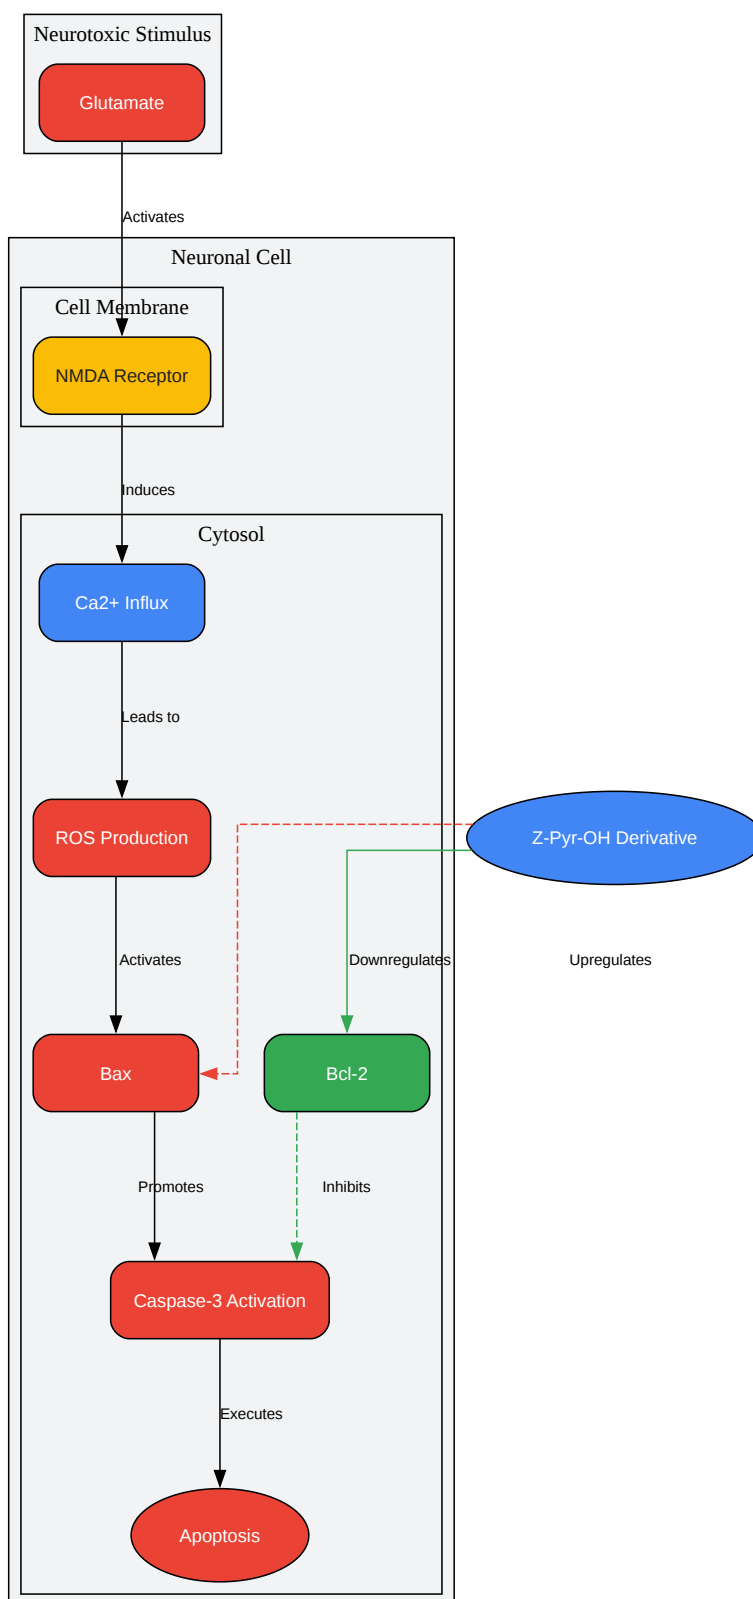 Neurotoxic Stimulus
Glutamate
Activates
Neuronal Cell
Cell Membrane
NMDA Receptor
Induces
Cytosol
Ca2+ Influx
Leads to
ROS Production
Z-Pyr-OH Derivative
Activates
Downregulates
Upregulates
Bax
Bcl-2
Promotes
Inhibits
Caspase-3 Activation
Executes
Apoptosis